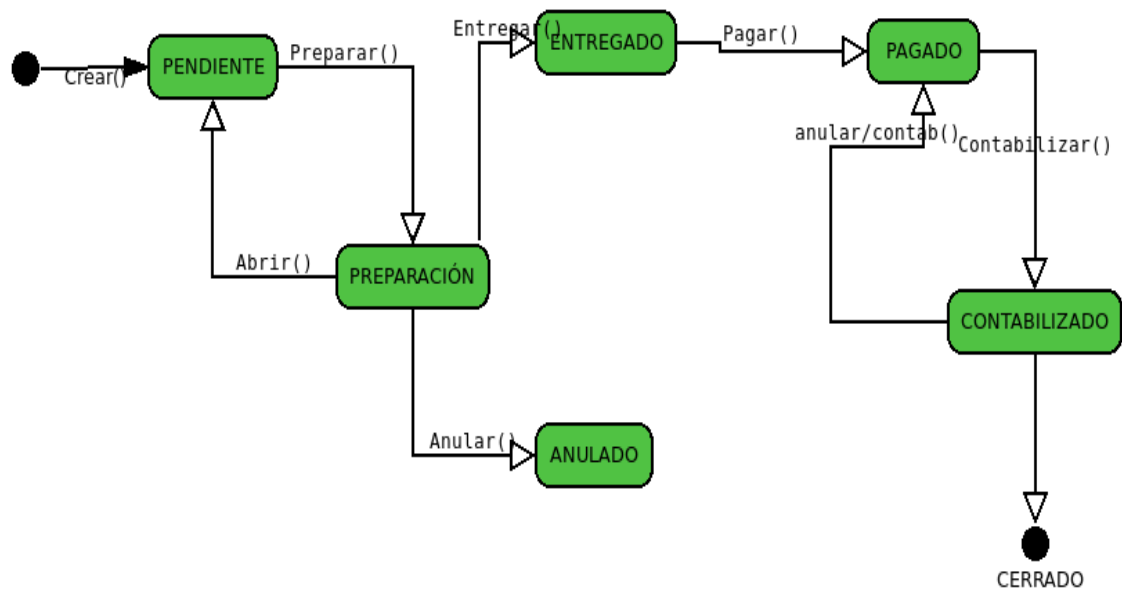 Entregar()
ENTREGADO
Pagar()
PAGADO
Crear()
PENDIENTE
Preparar()
anular/contab()
Contabilizar()
Abrir()
PREPARACIÓN
CONTABILIZADO
Anular()
ANULADO
CERRADO